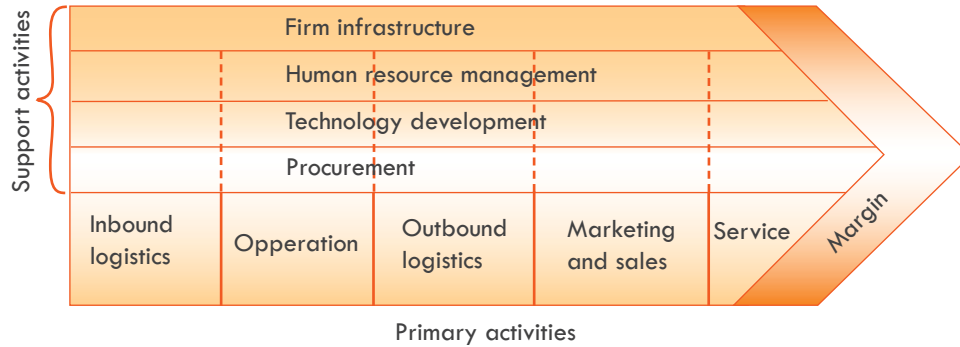 Support activities
Firm infrastructure
Human resource management
Technology development
Procurement
Inbound
logistics
Opperation
Outbound
logistics
Marketing
and sales
Service
Margin
Primary activities